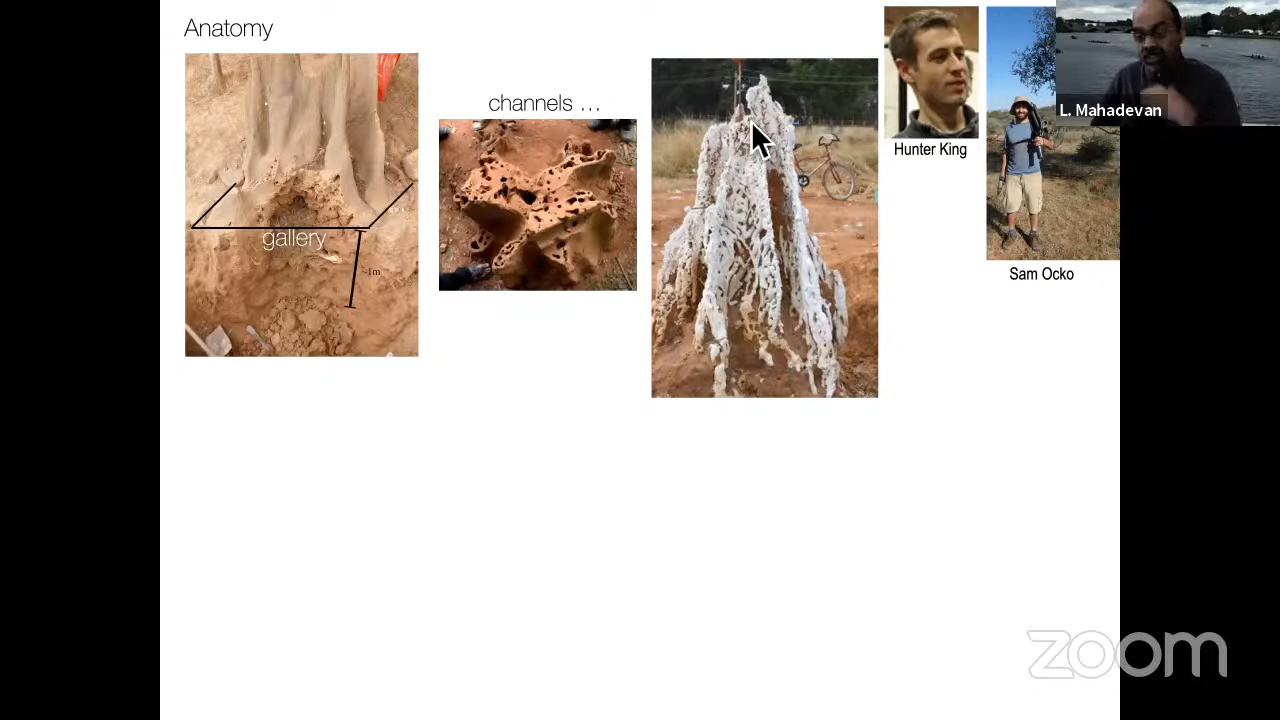 Anatomy
channels ...
gallery
~1m
Hunter King
Sam Ocko
L. Mahadevan
zoom